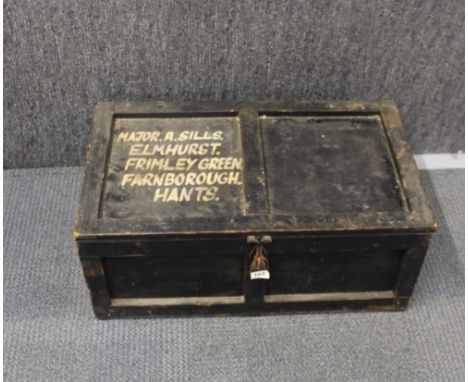 MAJOR. A. SILLS.
ELMHURST.
FRIMLEY GREEN.
FARNBOROUGH.
HANTS.